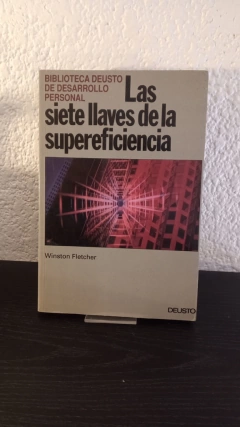 BIBLIOTECA DEUSTO
DE DESARROLLO
PERSONAL
Las
siete llaves de la
supereficiencia
Winston Fletcher
DEUSTO